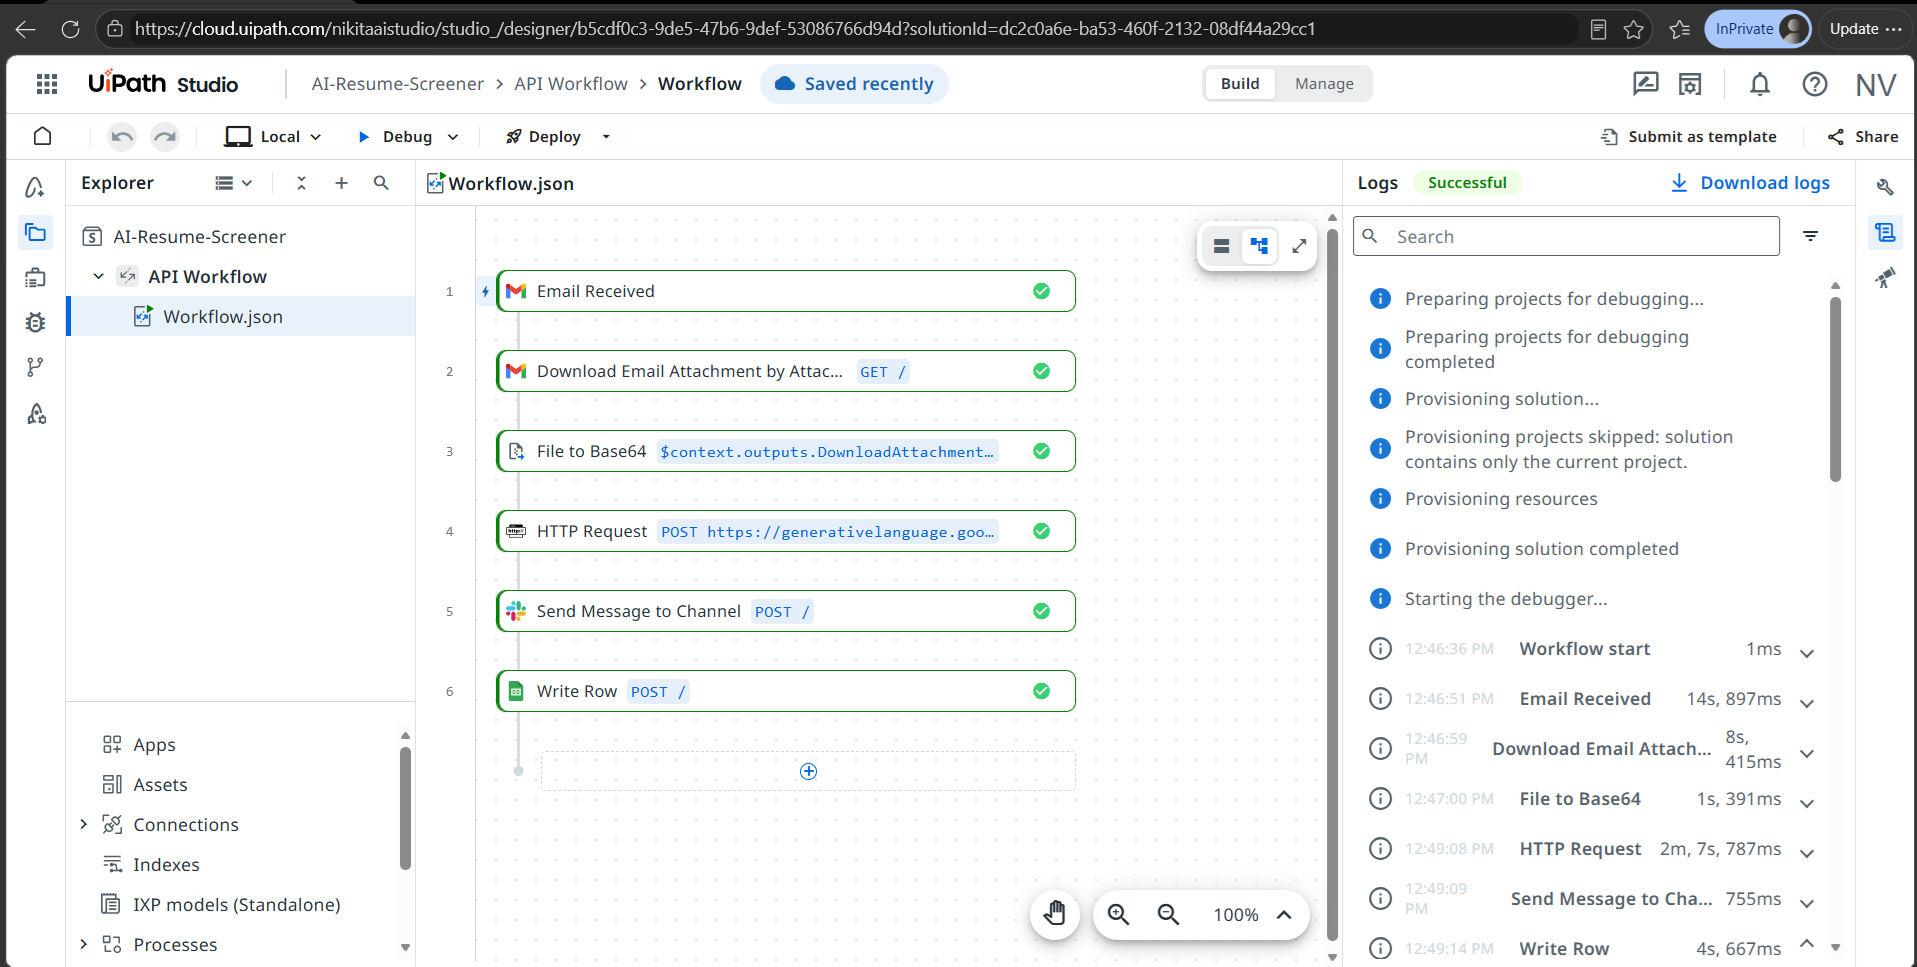 https://cloud.uipath.com/nikitaaistudio/studio_/designer/b5cdf0c3-9de5-47b6-9def-53086766d94d?solutionId=dc2c0a6e-ba53-460f-2132-08df44a29cc1
InPrivate
Update
UiPath Studio
AI-Resume-Screener > API Workflow > Workflow
Saved recently
Build
Manage
NV
Local
Debug
Deploy
Submit as template
Share
Explorer
AI-Resume-Screener
API Workflow
Workflow.json
Apps
Assets
Connections
Indexes
IXP models (Standalone)
Processes
Workflow.json
1 Email Received
2 Download Email Attachment by Attac... GET /
3 File to Base64 $context.outputs.DownloadAttachment…
4 HTTP Request POST https://generativelanguage.goo…
5 Send Message to Channel POST /
6 Write Row POST /
100%
Logs
Successful
Download logs
Search
Preparing projects for debugging...
Preparing projects for debugging
completed
Provisioning solution...
Provisioning projects skipped: solution
contains only the current project.
Provisioning resources
Provisioning solution completed
Starting the debugger...
12:46:36 PM Workflow start 1ms
12:46:51 PM Email Received 14s, 897ms
12:46:59 PM Download Email Attach... 8s, 415ms
12:47:00 PM File to Base64 1s, 391ms
12:49:08 PM HTTP Request 2m, 7s, 787ms
12:49:09 PM Send Message to Cha... 755ms
12:49:14 PM Write Row 4s, 667ms